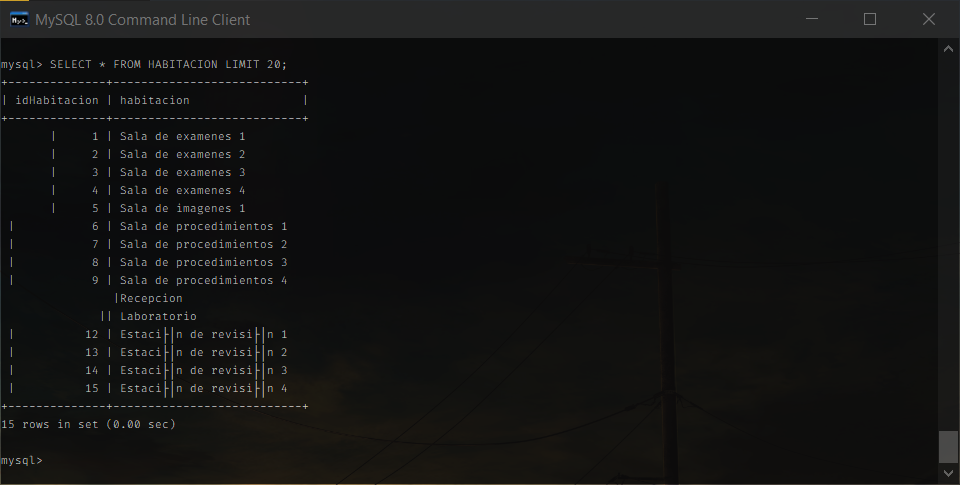 MySQL 8.0 Command Line Client
mysql> SELECT * FROM HABITACION LIMIT 20;
+--------------+---------------------------+
| idHabitacion | habitacion                |
+--------------+---------------------------+
       |     1 | Sala de examenes 1
       |     2 | Sala de examenes 2
       |     3 | Sala de examenes 3
       |     4 | Sala de examenes 4
       |     5 | Sala de imagenes 1
 |           6 | Sala de procedimientos 1
 |           7 | Sala de procedimientos 2
 |           8 | Sala de procedimientos 3
 |           9 | Sala de procedimientos 4
                |Recepcion
              || Laboratorio
 |          12 | Estaci├│n de revisi├│n 1
 |          13 | Estaci├│n de revisi├│n 2
 |          14 | Estaci├│n de revisi├│n 3
 |          15 | Estaci├│n de revisi├│n 4
+--------------+---------------------------+
15 rows in set (0.00 sec)
mysql>